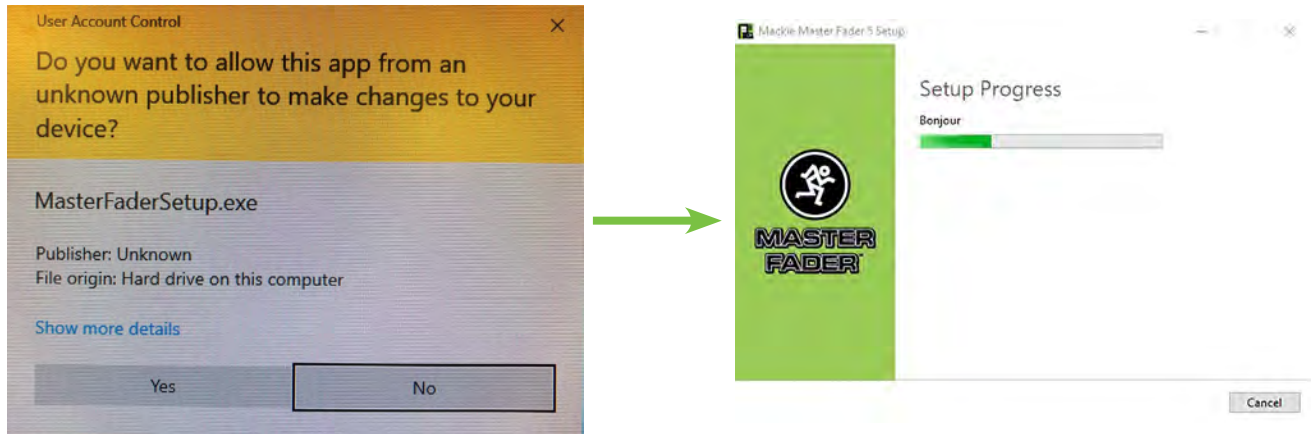 User Account Control
Do you want to allow this app from an
unknown publisher to make changes to your
device?
MasterFaderSetup.exe
Publisher: Unknown
File origin: Hard drive on this computer
Show more details
Yes
No
Mackie Master Fader 5 Setup
Setup Progress
Bonjour
MASTER
FADER
Cancel